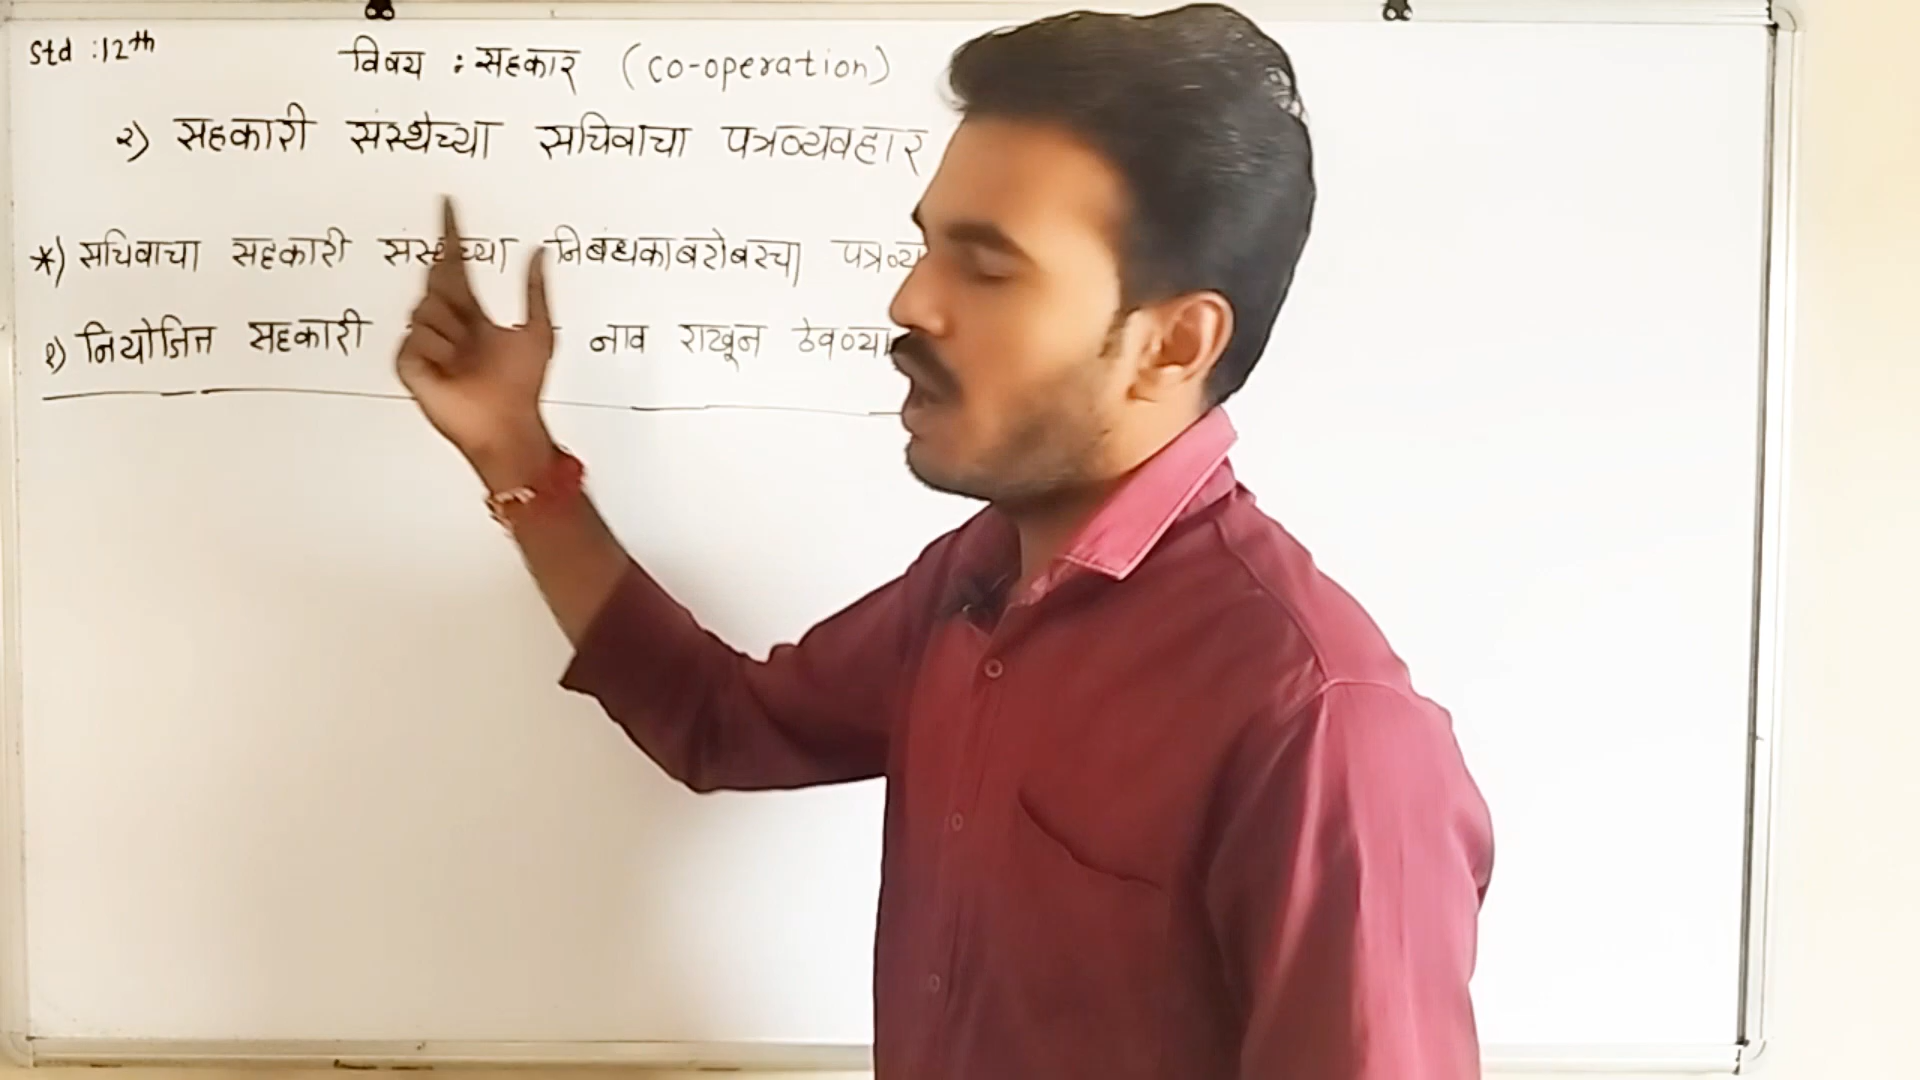 Std :12th
विषय : सहकार (co-operation)
२) सहकारी संस्थेच्या सचिवाचा पत्रव्यवहार
*) सचिवाचा सहकारी निबंधकाबरोबरचा
१) नियोजित सहकारी नाव राखून